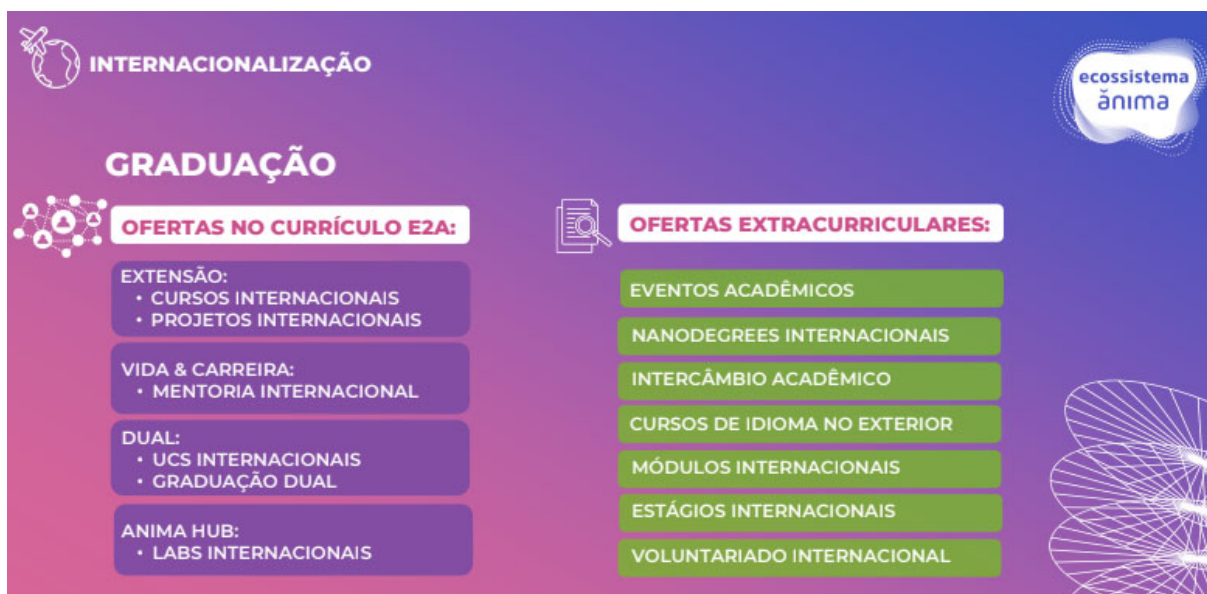 INTERNACIONALIZAÇÃO
ecossistema
ănıma
GRADUAÇÃO
OFERTAS NO CURRÍCULO E2A:
EXTENSÃO:
• CURSOS INTERNACIONAIS
• PROJETOS INTERNACIONAIS
VIDA & CARREIRA:
• MENTORIA INTERNACIONAL
DUAL:
• UCS INTERNACIONAIS
• GRADUAÇÃO DUAL
ANIMA HUB:
• LABS INTERNACIONAIS
OFERTAS EXTRACURRICULARES:
EVENTOS ACADÊMICOS
NANODEGREES INTERNACIONAIS
INTERCÂMBIO ACADÊMICO
CURSOS DE IDIOMA NO EXTERIOR
MÓDULOS INTERNACIONAIS
ESTÁGIOS INTERNACIONAIS
VOLUNTARIADO INTERNACIONAL